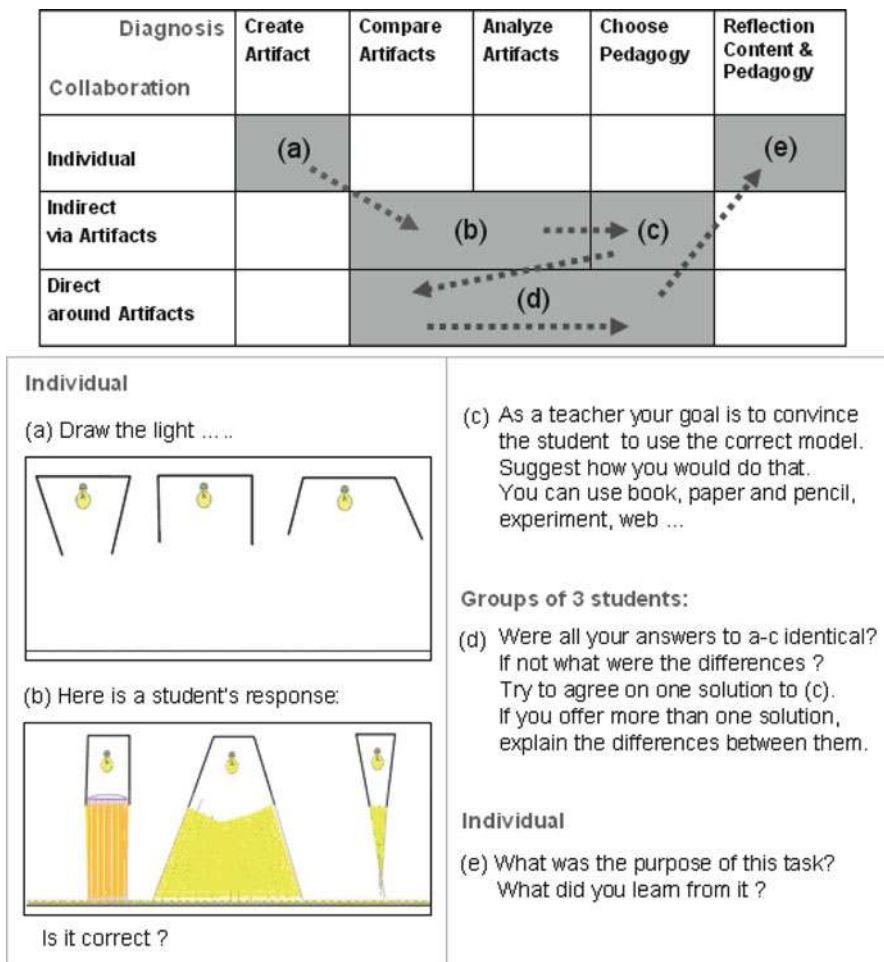 Diagnosis
Collaboration
Create
Artifact
Compare
Artifacts
Analyze
Artifacts
Choose
Pedagogy
Reflection
Content &
Pedagogy
Individual
(a)
(e)
Indirect
via Artifacts
(b)
(c)
Direct
around Artifacts
(d)
Individual
(a) Draw the light .....
(b) Here is a student's response:
Is it correct ?
(c) As a teacher your goal is to convince
the student to use the correct model.
Suggest how you would do that.
You can use book, paper and pencil,
experiment, web ...
Groups of 3 students:
(d) Were all your answers to a-c identical?
If not what were the differences ?
Try to agree on one solution to (c).
If you offer more than one solution,
explain the differences between them.
Individual
(e) What was the purpose of this task?
What did you learn from it ?